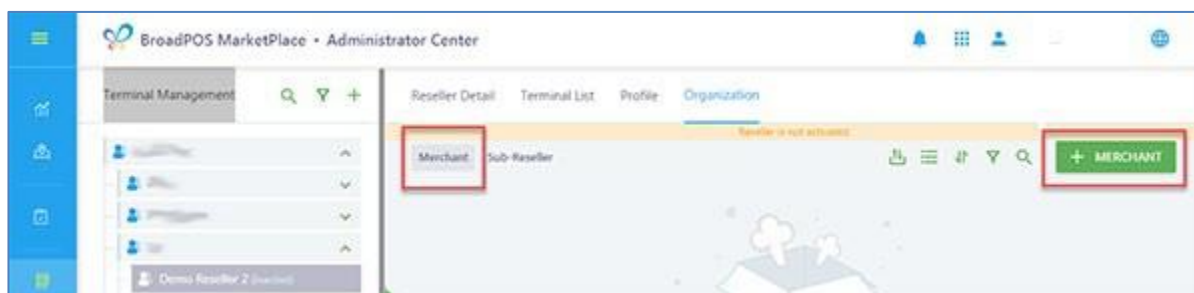 BroadPOS MarketPlace • Administrator Center
Terminal Management
Reseller Detail Terminal List Profile Organization
Reseller is not activated
Merchant Sub-Reseller
+ MERCHANT
Demo Reseller 2 (Inactive)